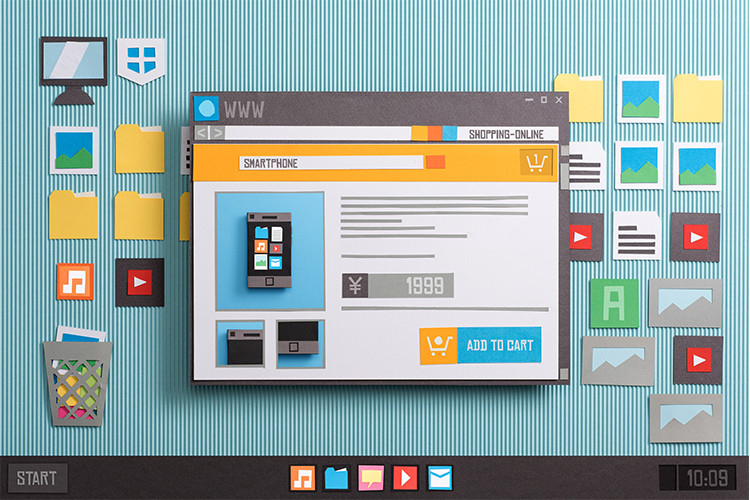 WWW
SHOPPING-ONLINE
SMARTPHONE
¥ 1999
ADD TO CART
A
START
10:09